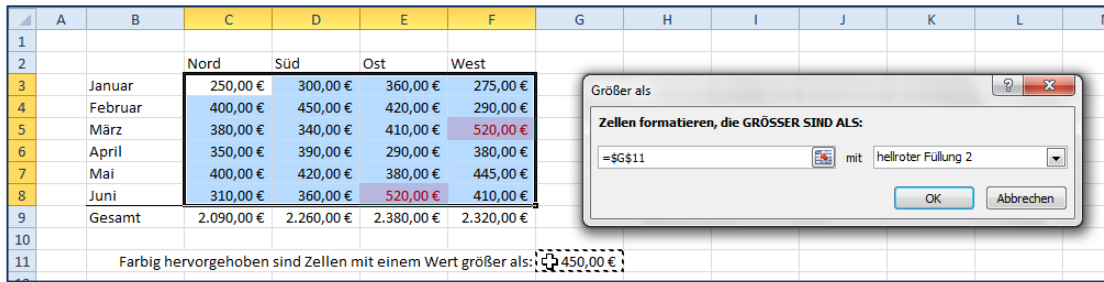 A B C D E F G H I J K L
1
2 Nord Süd Ost West
3 Januar 250,00 € 300,00 € 360,00 € 275,00 €
4 Februar 400,00 € 450,00 € 420,00 € 290,00 €
5 März 380,00 € 340,00 € 410,00 € 520,00 €
6 April 350,00 € 390,00 € 290,00 € 380,00 €
7 Mai 400,00 € 420,00 € 380,00 € 445,00 €
8 Juni 310,00 € 360,00 € 520,00 € 410,00 €
9 Gesamt 2.090,00 € 2.260,00 € 2.380,00 € 2.320,00 €
10
11 Farbig hervorgehoben sind Zellen mit einem Wert größer als: 450,00 €
Größer als
Zellen formatieren, die GRÖSSER SIND ALS:
=$G$11 mit hellroter Füllung 2
OK Abbrechen